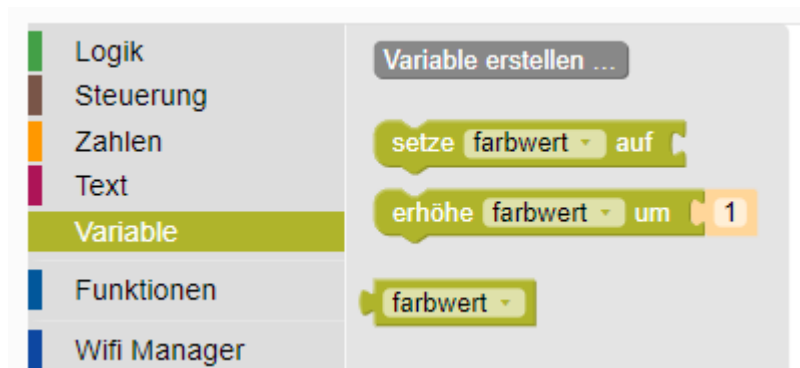 Logik
Steuerung
Zahlen
Text
Variable
Funktionen
Wifi Manager
Variable erstellen ...
setze farbwert auf
erhöhe farbwert um 1
farbwert